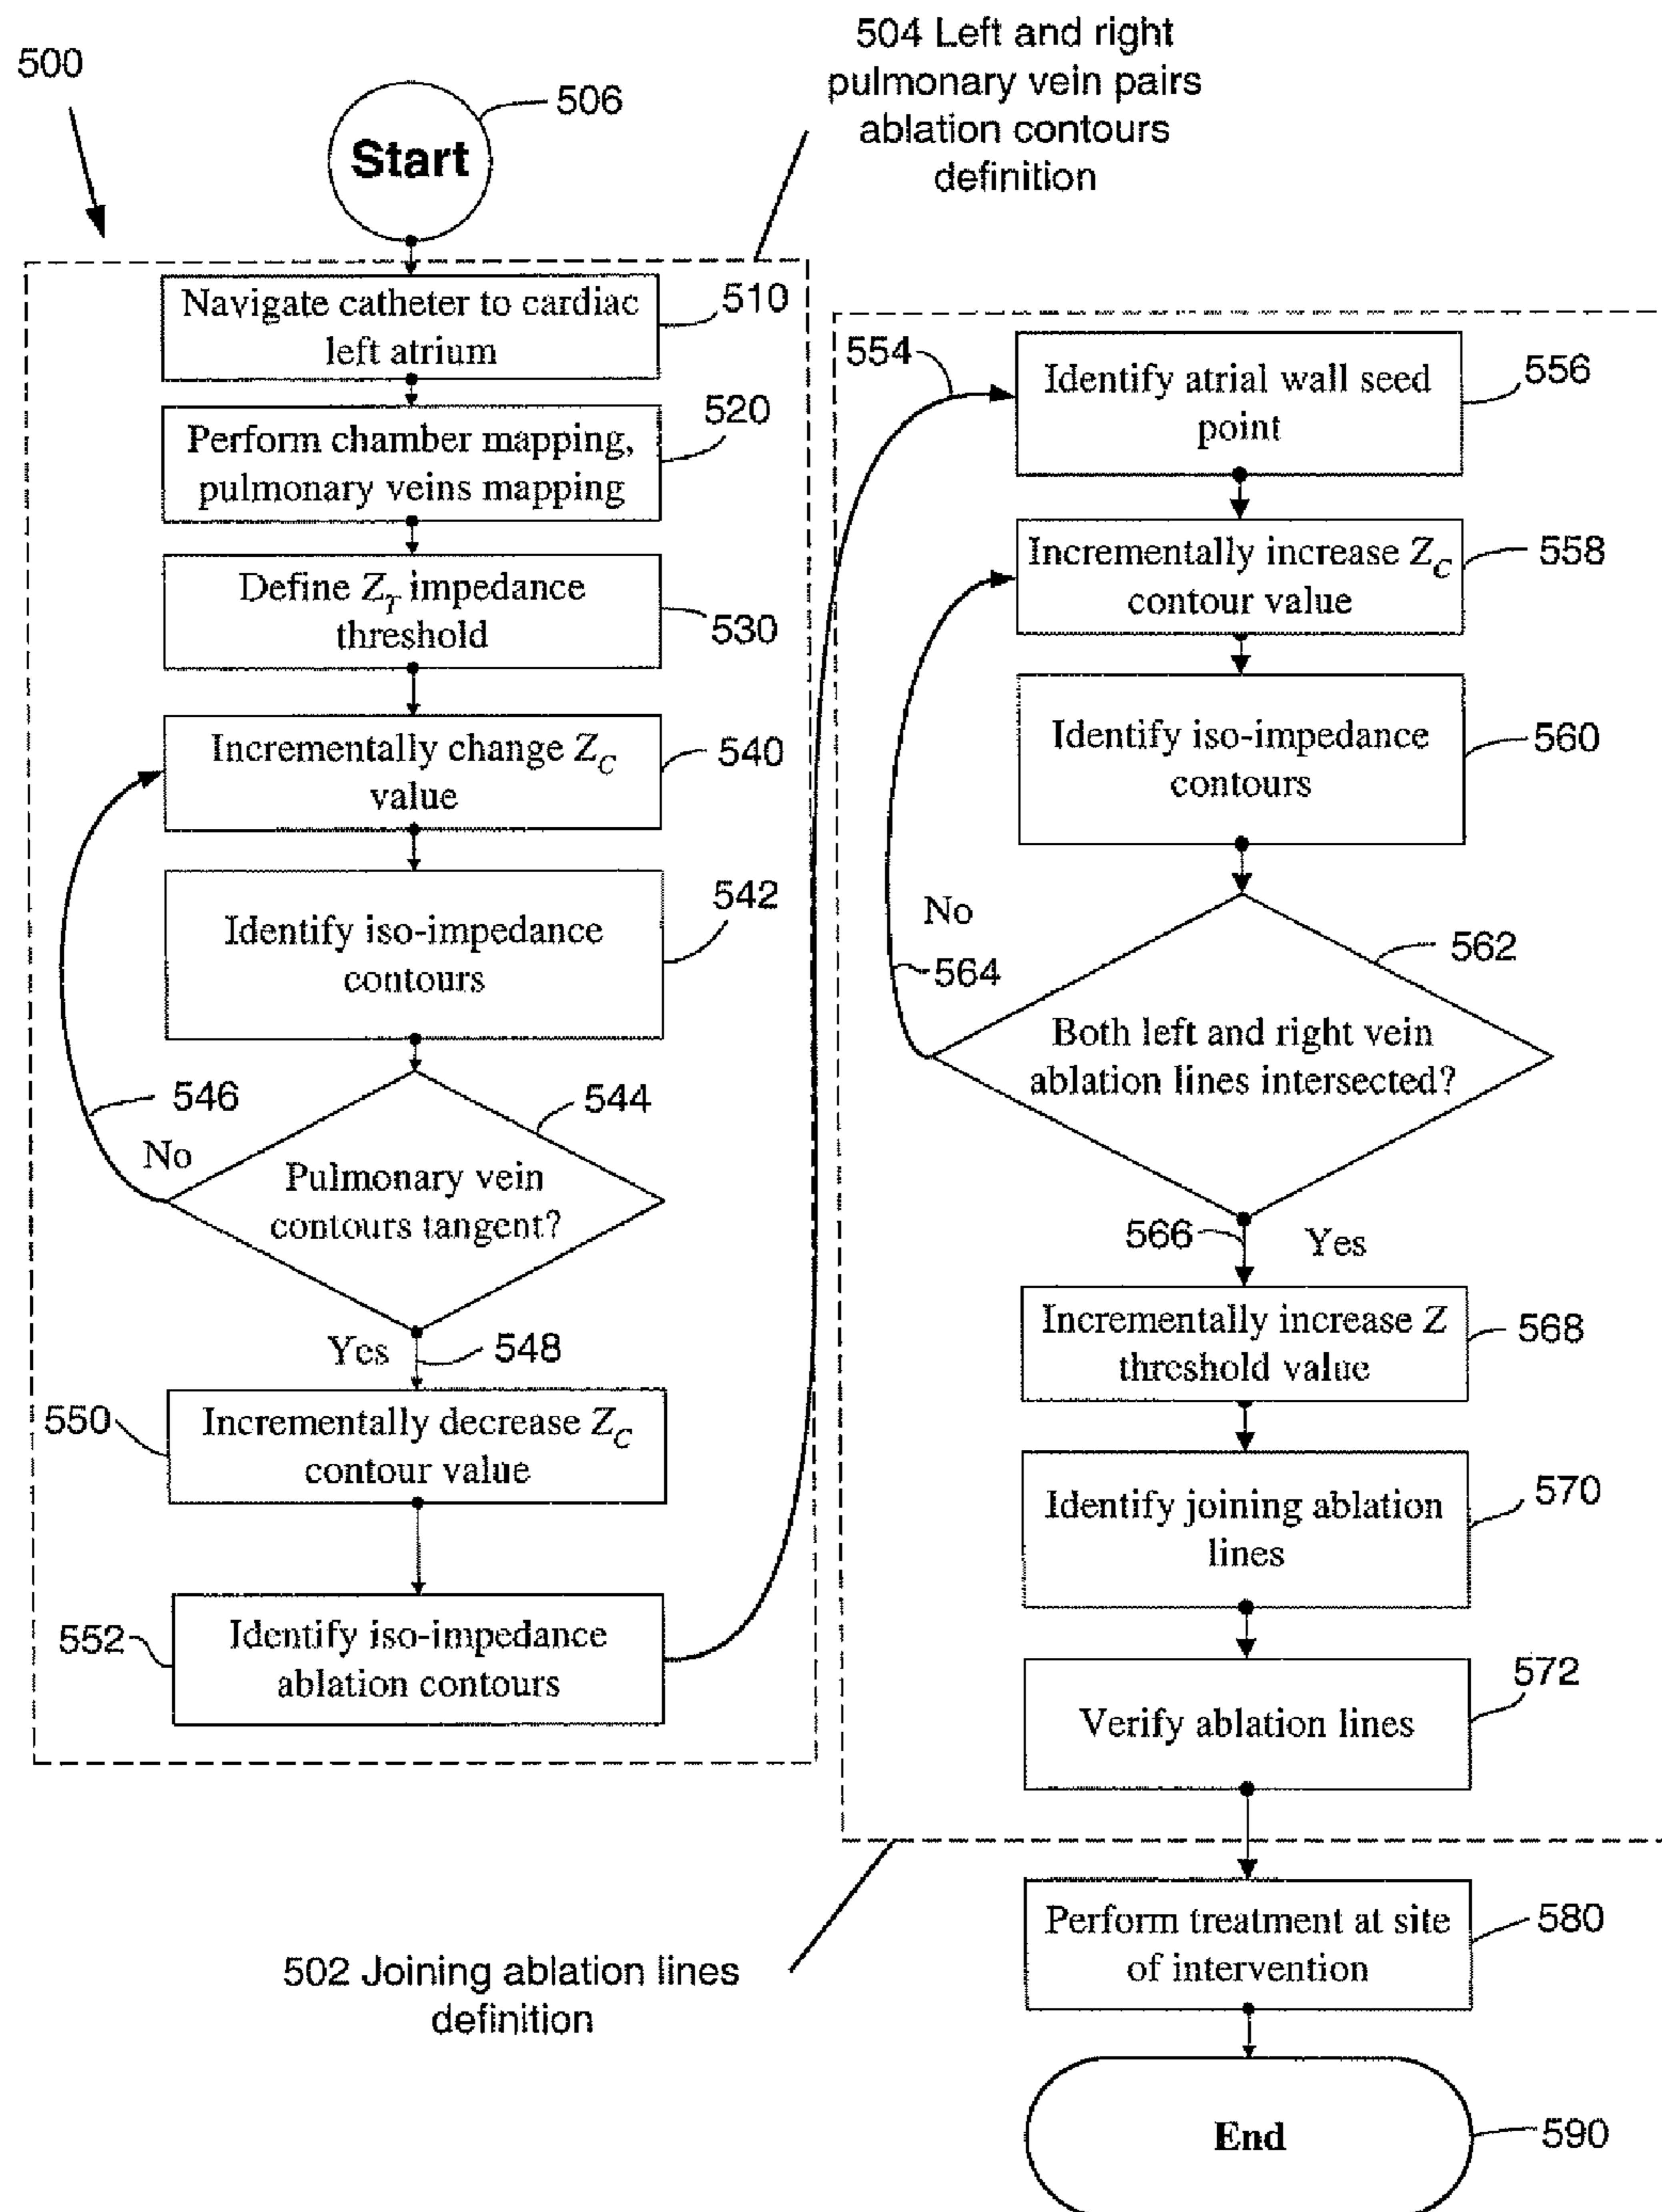 500
506
Start
504 Left and right
pulmonary vein pairs
ablation contours
definition
Navigate catheter to cardiac
left atrium
510
Perform chamber mapping,
pulmonary veins mapping
520
Define Z_T impedance
threshold
530
Incrementally change Z_C
value
540
Identify iso-impedance
contours
542
546
No
544
Pulmonary vein
contours tangent?
Yes
548
550
Incrementally decrease Z_C
contour value
552
Identify iso-impedance
ablation contours
554
Identify atrial wall seed
point
556
Incrementally increase Z_C
contour value
558
Identify iso-impedance
contours
560
No
564
562
Both left and right vein
ablation lines intersected?
566
Yes
Incrementally increase Z
threshold value
568
Identify joining ablation
lines
570
Verify ablation lines
572
502 Joining ablation lines
definition
Perform treatment at site
of intervention
580
End
590